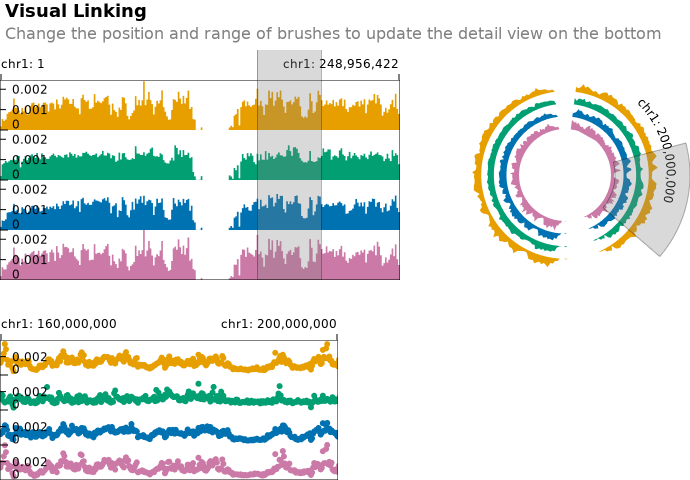 Visual Linking
Change the position and range of brushes to update the detail view on the bottom
chr1: 1
chr1: 248,956,422
0.002
0.001
0
0.002
0.001
0
0.002
0.001
0
0.002
0.001
0
chr1: 200,000,000
chr1: 160,000,000
chr1: 200,000,000
0.002
0
0.002
0
0.002
0
0.002
0